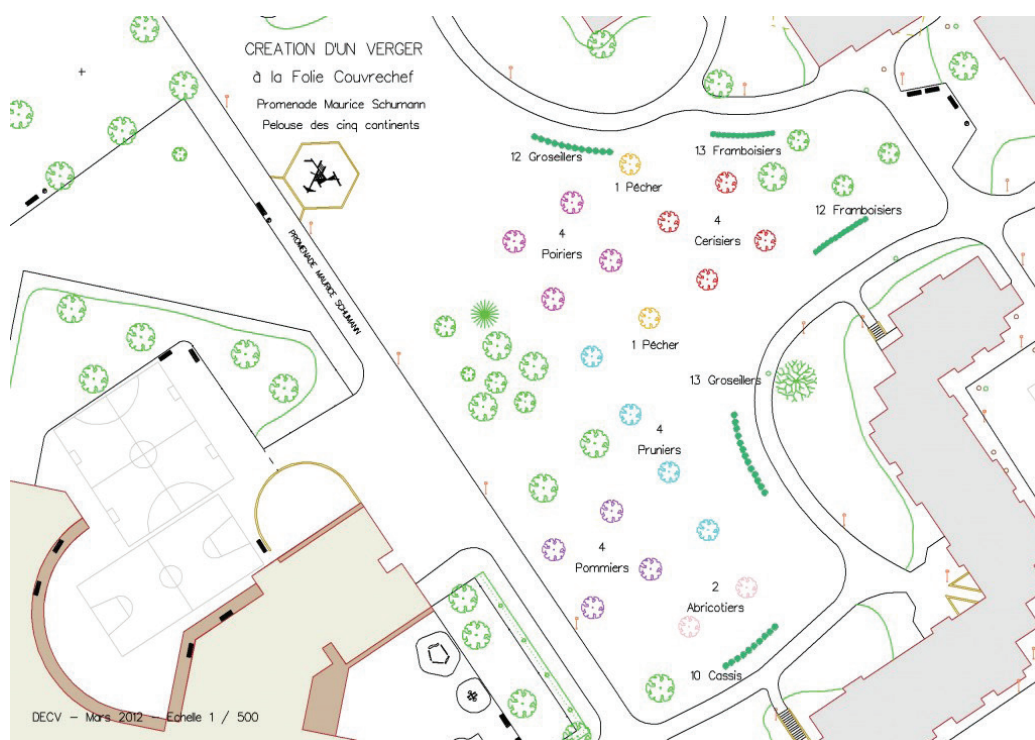 CREATION D'UN VERGER
à la Folie Couvrechef
Promenade Maurice Schumann
Pelouse des cinq continents
12 Groseillers
13 Framboisiers
1 Pêcher
12 Framboisiers
4
Poiriers
4
Cerisiers
PROMENADE MAURICE SCHUMANN
1 Pêcher
13 Groseillers
4
Pruniers
4
Pommiers
2
Abricotiers
10 Cassis
DECV - Mars 2012 - Echelle 1 / 500